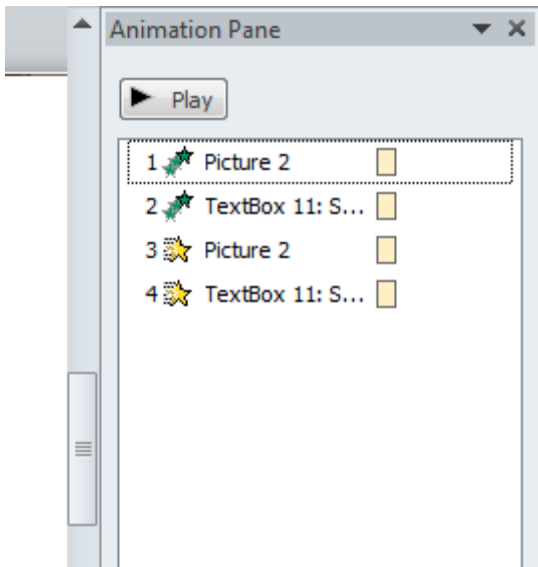 Animation Pane
Play
1 Picture 2
2 TextBox 11: S...
3 Picture 2
4 TextBox 11: S...